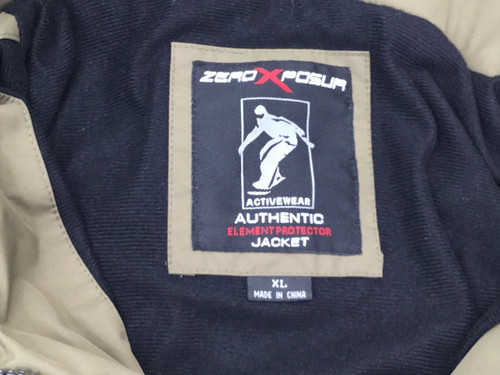 ZEROXPOSUR
ACTIVEWEAR
AUTHENTIC
ELEMENT PROTECTOR
JACKET
XL
MADE IN CHINA